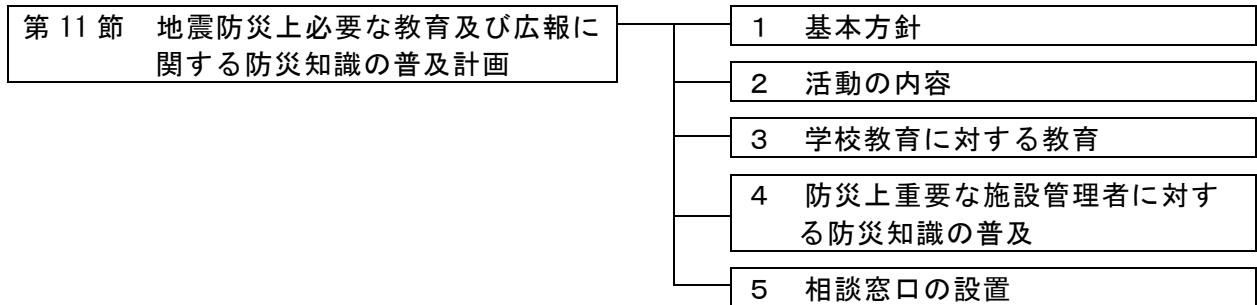 第11節 地震防災上必要な教育及び広報に
関する防災知識の普及計画
1 基本方針
2 活動の内容
3 学校教育に対する教育
4 防災上重要な施設管理者に対す
る防災知識の普及
5 相談窓口の設置